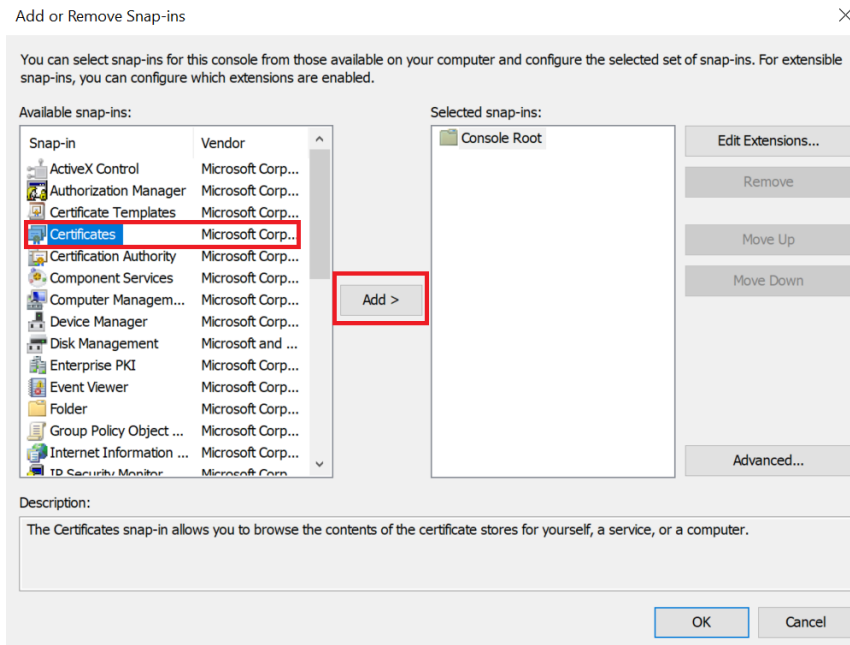 Add or Remove Snap-ins
You can select snap-ins for this console from those available on your computer and configure the selected set of snap-ins. For extensible
snap-ins, you can configure which extensions are enabled.
Available snap-ins:
Snap-in Vendor
ActiveX Control Microsoft Corp...
Authorization Manager Microsoft Corp...
Certificate Templates Microsoft Corp...
Certificates Microsoft Corp...
Certification Authority Microsoft Corp...
Component Services Microsoft Corp...
Computer Managem... Microsoft Corp...
Device Manager Microsoft Corp...
Disk Management Microsoft and ...
Enterprise PKI Microsoft Corp...
Event Viewer Microsoft Corp...
Folder Microsoft Corp...
Group Policy Object ... Microsoft Corp...
Internet Information ... Microsoft Corp...
IP Security Monitor Microsoft Corp...
Add >
Selected snap-ins:
Console Root
Edit Extensions...
Remove
Move Up
Move Down
Advanced...
Description:
The Certificates snap-in allows you to browse the contents of the certificate stores for yourself, a service, or a computer.
OK
Cancel